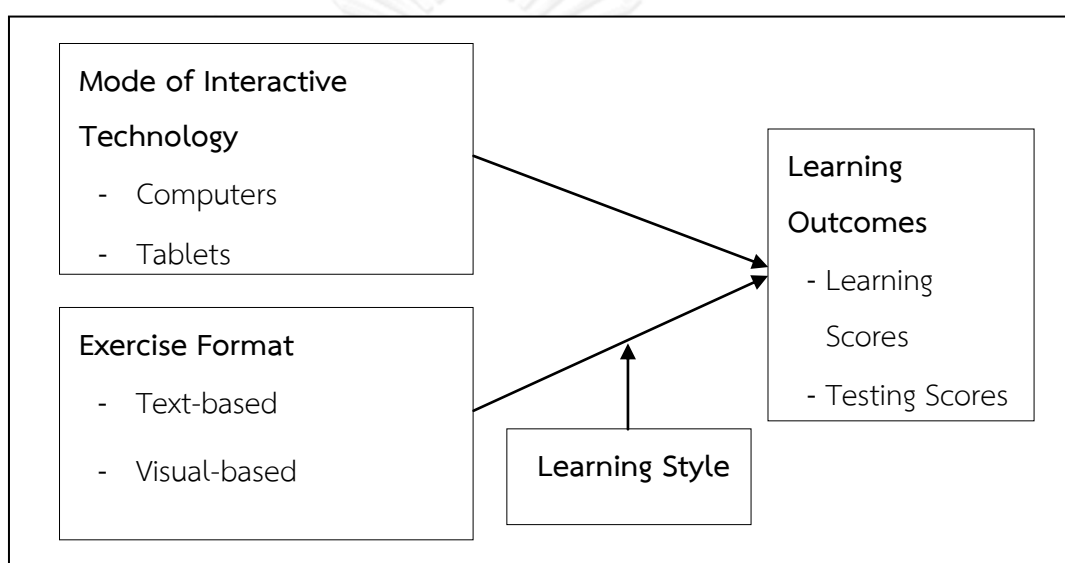 Mode of Interactive
Technology
- Computers
- Tablets
Exercise Format
- Text-based
- Visual-based
Learning Style
Learning
Outcomes
- Learning
Scores
- Testing Scores